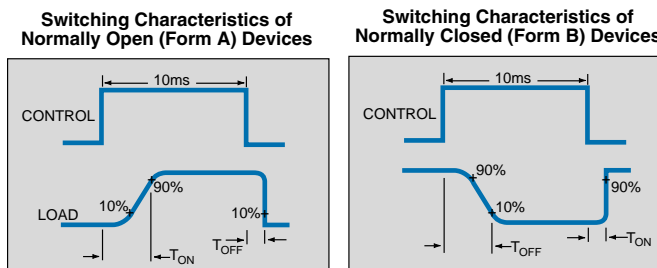 Switching Characteristics of
Normally Open (Form A) Devices
10ms
CONTROL
90%
10%
10%
LOAD
TON
TOFF
Switching Characteristics of
Normally Closed (Form B) Devices
10ms
CONTROL
90%
90%
10%
LOAD
TOFF
TON